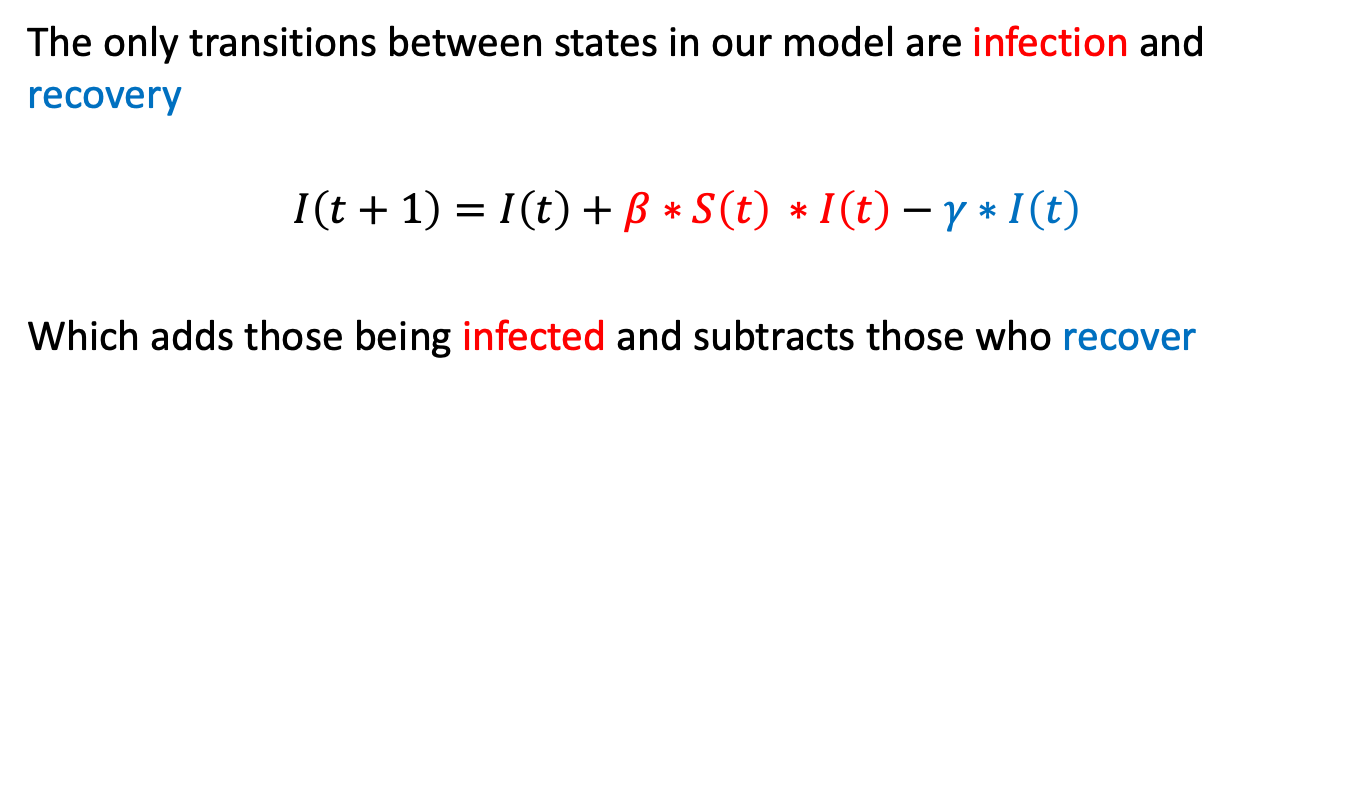 The only transitions between states in our model are infection and
recovery
I(t + 1) = I(t) + β * S(t) * I(t) − γ * I(t)
Which adds those being infected and subtracts those who recover